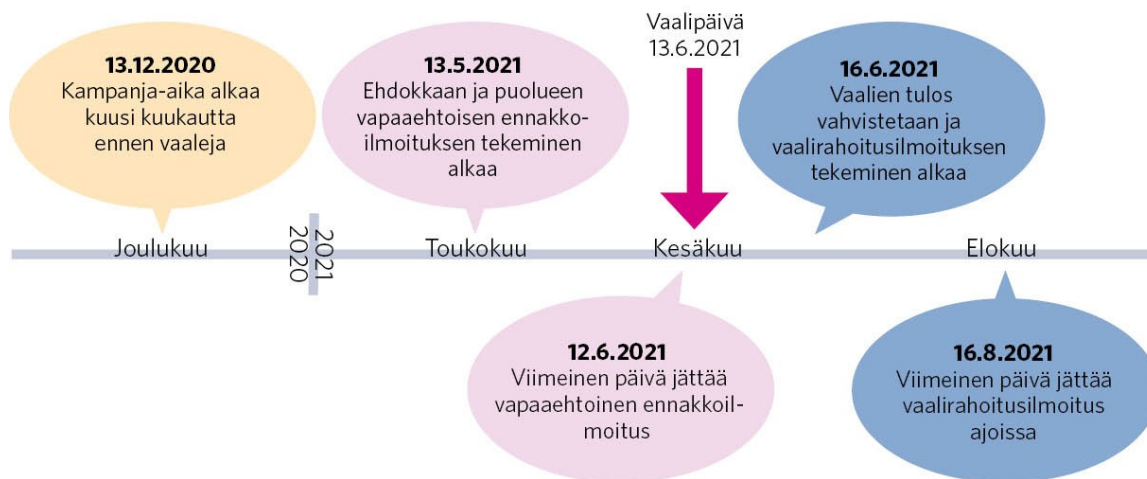 13.12.2020
Kampanja-aika alkaa
kuusi kuukautta
ennen vaaleja
13.5.2021
Ehdokkaan ja puolueen
vapaaehtoisen ennakko-
ilmoituksen tekeminen
alkaa
Vaalipäivä
13.6.2021
16.6.2021
Vaalien tulos
vahvistetaan ja
vaalirahoitusilmoituksen
tekeminen alkaa
Joulukuu
2021
2020
Toukokuu
Kesäkuu
Elokuu
12.6.2021
Viimeinen päivä jättää
vapaaehtoinen ennakkoil-
moitus
16.8.2021
Viimeinen päivä jättää
vaalirahoitusilmoitus
ajoissa